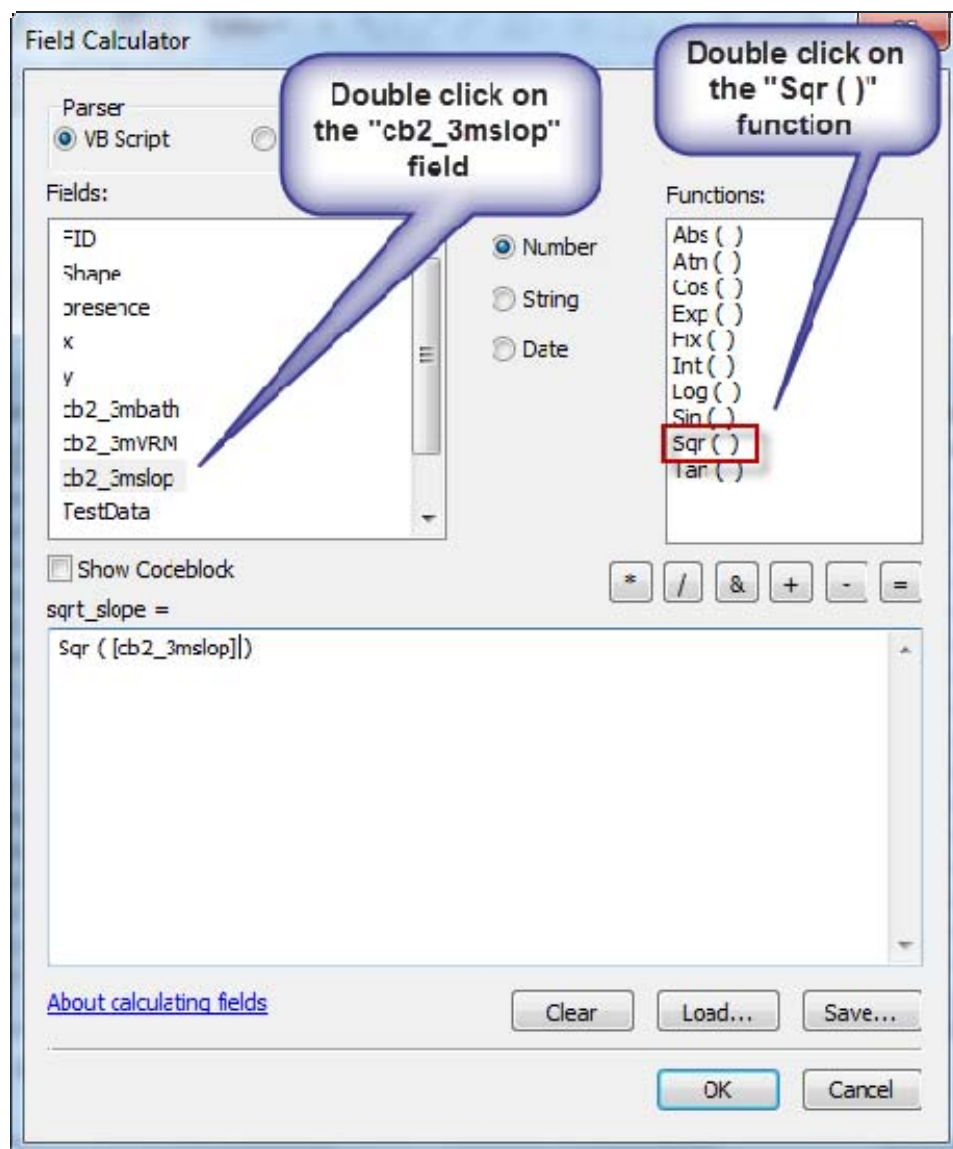 Field Calculator
Double click on
the "cb2_3mslop"
field
Double click on
the "Sqr ( )"
function
Parser
VB Script
Fields:
FID
Shape
presence
x
y
cb2_3mbath
cb2_3mVRM
cb2_3mslop
TestData
Number
String
Date
Functions:
Abs ( )
Atn ( )
Cos ( )
Exp ( )
Fix ( )
Int ( )
Log ( )
Sin ( )
Sqr ( )
Tan ( )
Show Codeblock
* / & + - =
sqrt_slope =
Sqr ( [cb2_3mslop] )
About calculating fields
Clear Load... Save...
OK Cancel